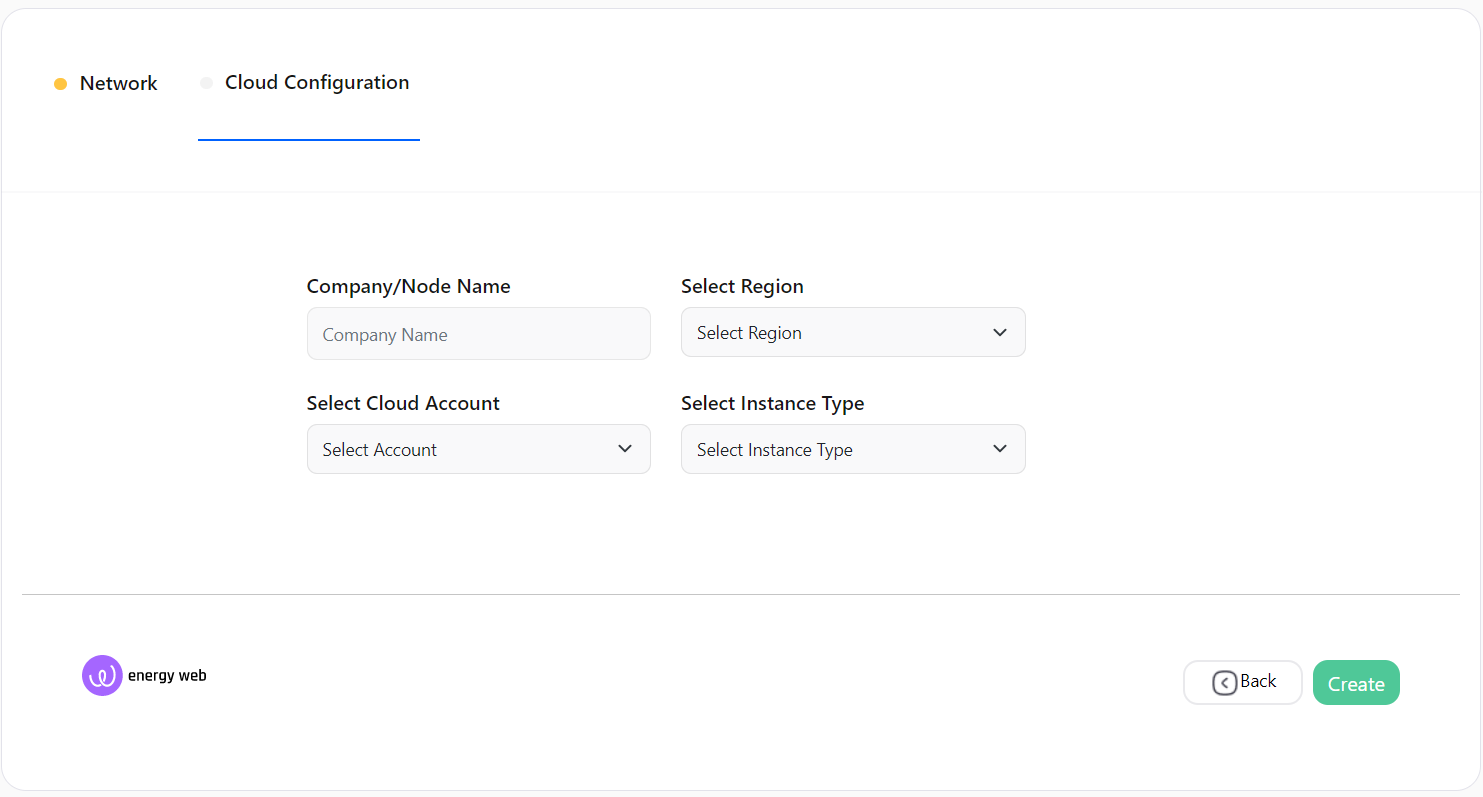 Network
Cloud Configuration
Company/Node Name
Select Region
Company Name
Select Region
Select Cloud Account
Select Instance Type
Select Account
Select Instance Type
energy web
Back
Create